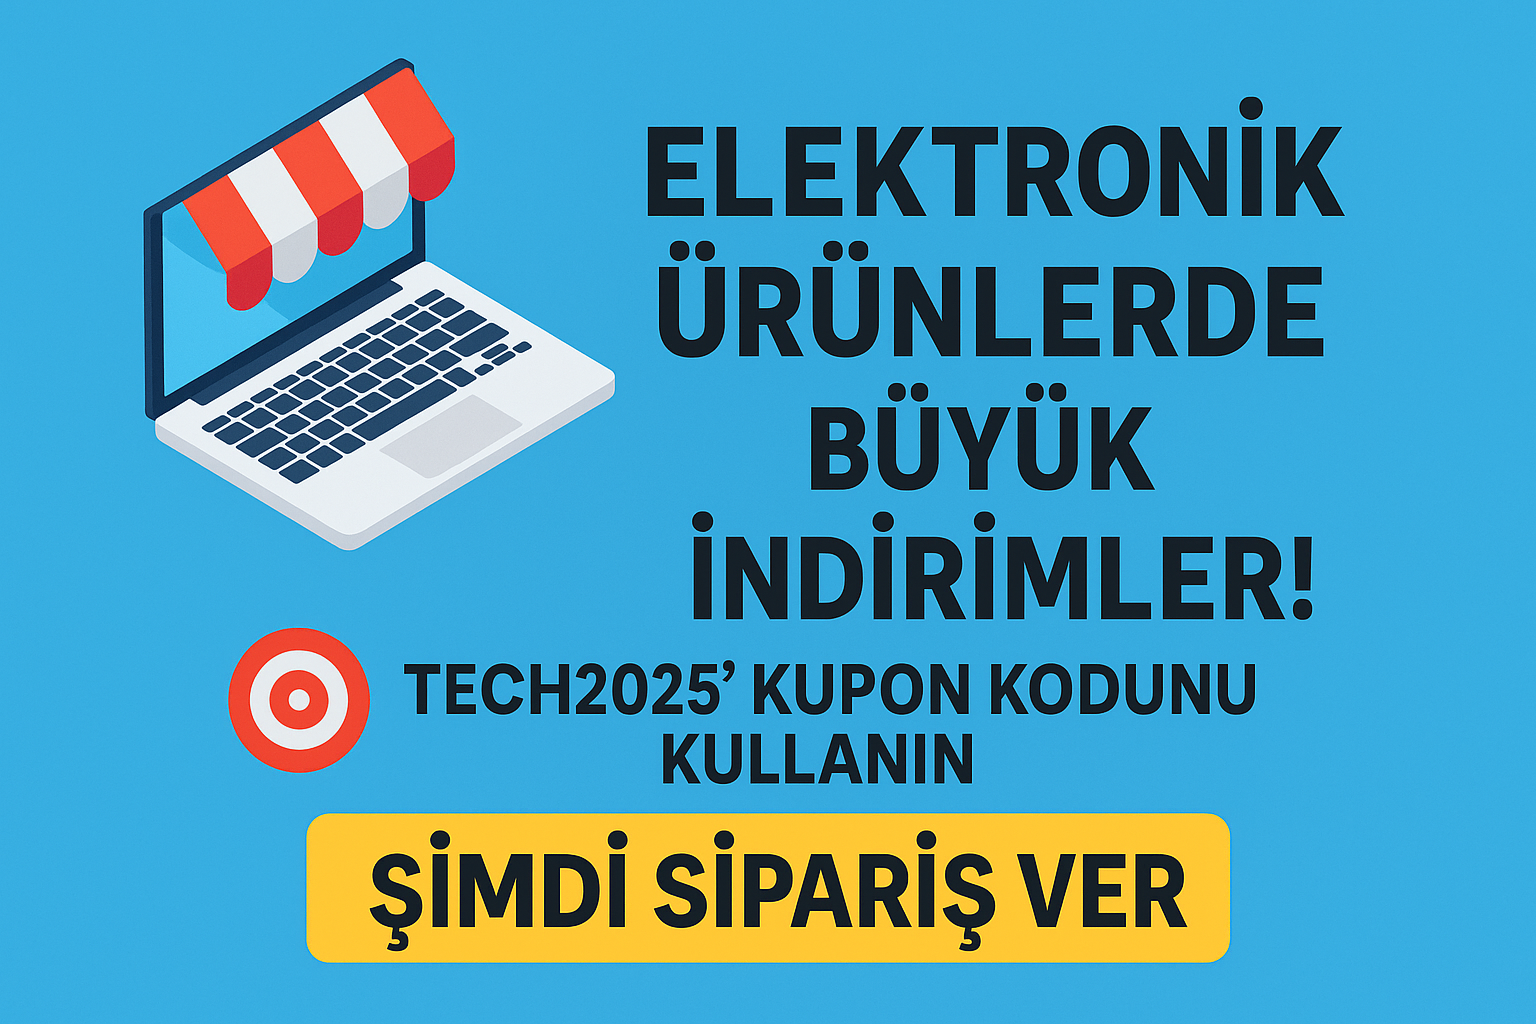 ELEKTRONİK
ÜRÜNLERDE
BÜYÜK
İNDİRİMLER!
TECH2025’ KUPON KODUNU
KULLANIN
ŞİMDİ SİPARİŞ VER